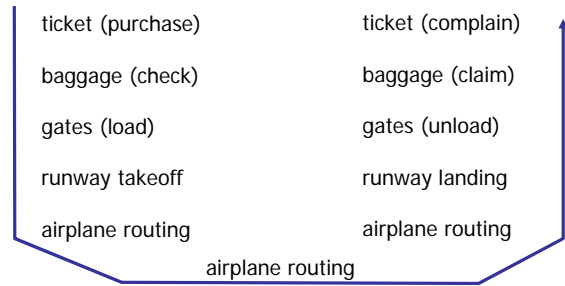 ticket (purchase)
baggage (check)
gates (load)
runway takeoff
airplane routing
airplane routing
ticket (complain)
baggage (claim)
gates (unload)
runway landing
airplane routing